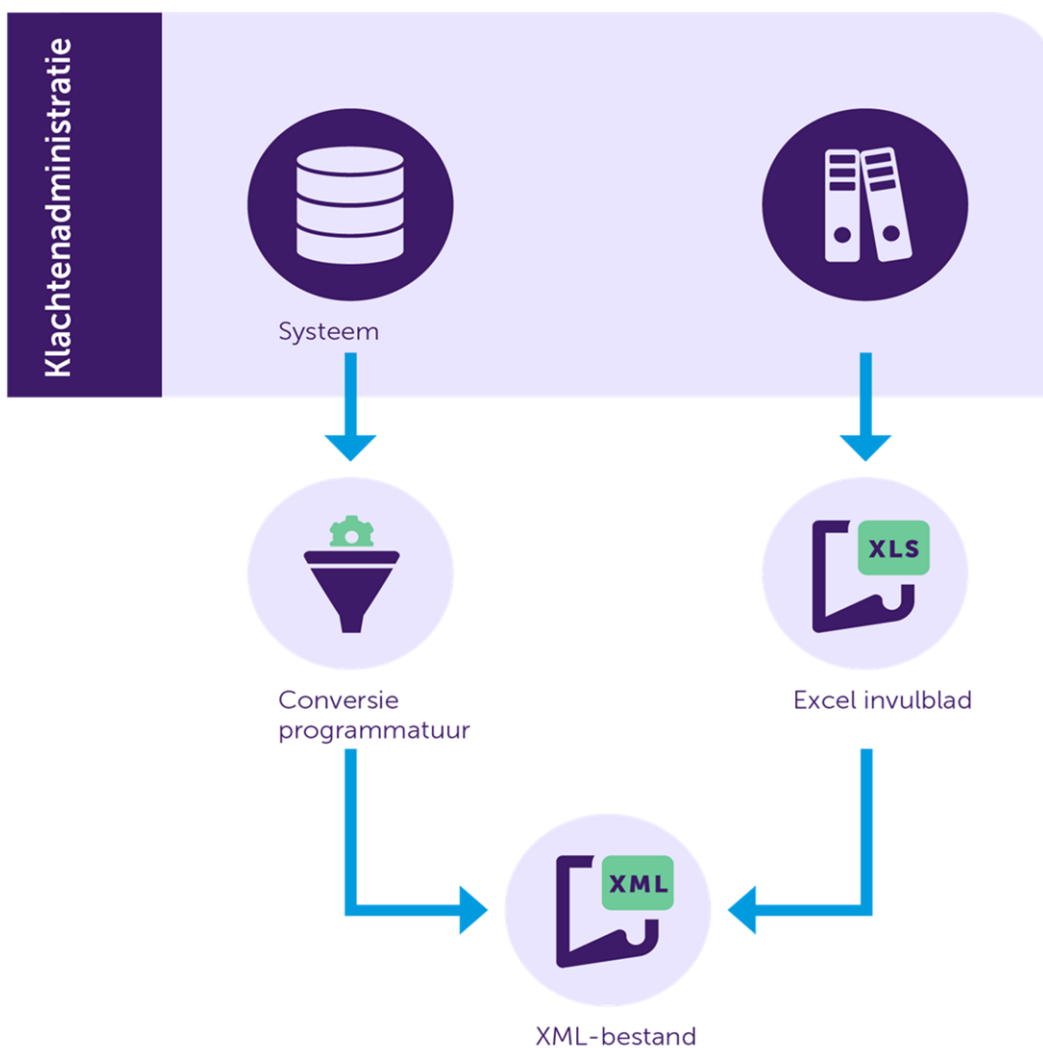 Klachtenadministratie
Systeem
Conversie
programmatuur
XLS
Excel invulblad
XML
XML-bestand